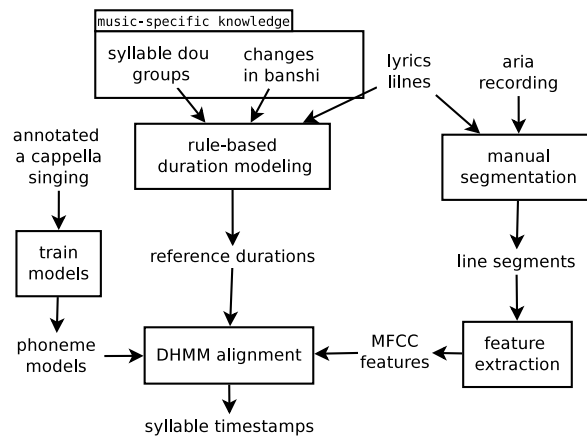 music-specific knowledge
syllable dou
groups
changes
in banshi
lyrics
lilnes
aria
recording
annotated
a cappella
singing
rule-based
duration modeling
manual
segmentation
train
models
reference durations
line segments
phoneme
models
DHMM alignment
MFCC
features
feature
extraction
syllable timestamps